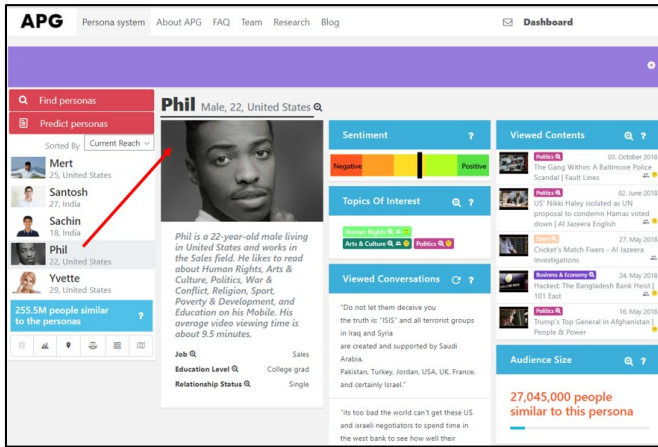 APG
Persona system
About APG
FAQ
Team
Research
Blog
Dashboard
Find personas
Predict personas
Sorted By
Current Reach
Mert
25, United States
Santosh
27, India
Sachin
18, India
Phil
22, United States
Yvette
29, United States
255.5M people similar
to the personas
?
Phil Male, 22, United States
Phil is a 22-year-old male living
in United States and works in
the Sales field. He likes to read
about Human Rights, Arts &
Culture, Politics, War &
Conflict, Religion, Sport,
Poverty & Development, and
Education on his Mobile. His
average video viewing time is
about 9.5 minutes.
Job
Sales
Education Level
College grad
Relationship Status
Single
Sentiment
?
Negative
Positive
Topics Of Interest
?
Human Rights
Arts & Culture
Politics
Viewed Conversations
?
"Do not let them deceive you
the truth is: "ISIS" and all terrorist groups
in Iraq and Syria
are created and supported by Saudi
Arabia.
Pakistan, Turkey, Jordan, USA, UK, France,
and certainly Israel."
"its too bad the world can't get these US
and israeli negotiators to spend time in
the west bank to see how well their
Viewed Contents
?
Politics
03. October 2018
The Gang Within: A Baltimore Police
Scandal | Fault Lines
Politics
02. June 2018
US' Nikki Haley isolated as UN
proposal to condemn Hamas voted
down | Al Jazeera English
Sport
27. May 2018
Cricket's Match Fixers - Al Jazeera
Investigations
Business & Economy
24. May 2018
Hacked: The Bangladesh Bank Heist |
101 East
Politics
16. May 2018
Trump's Top General in Afghanistan |
People & Power
Audience Size
?
27,045,000 people
similar to this persona